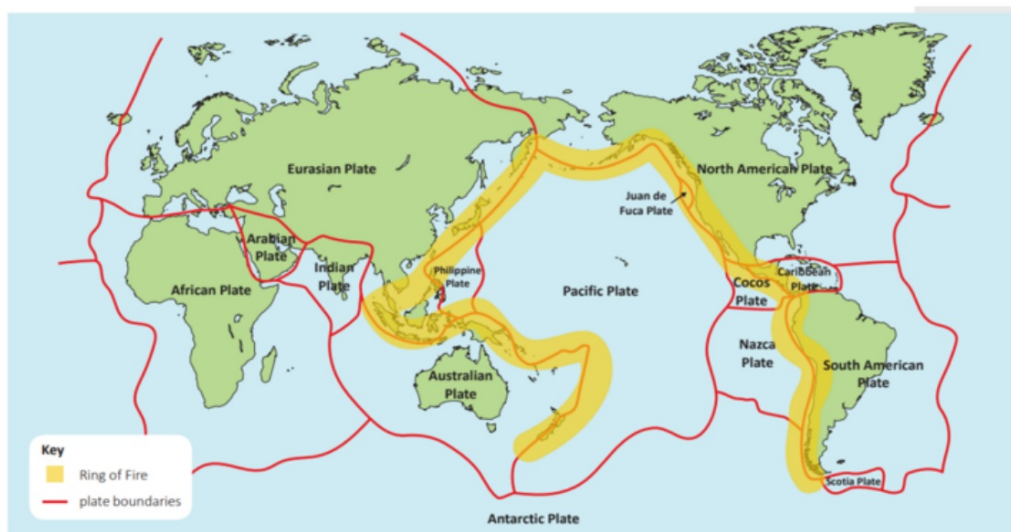 Eurasian Plate
North American Plate
Juan de
Fuca Plate
Arabian
Plate
Indian
Plate
Philippine
Plate
Caribbean
Plate
African Plate
Pacific Plate
Cocos
Plate
Nazca
Plate
South American
Plate
Australian
Plate
Key
Ring of Fire
plate boundaries
Scotia Plate
Antarctic Plate